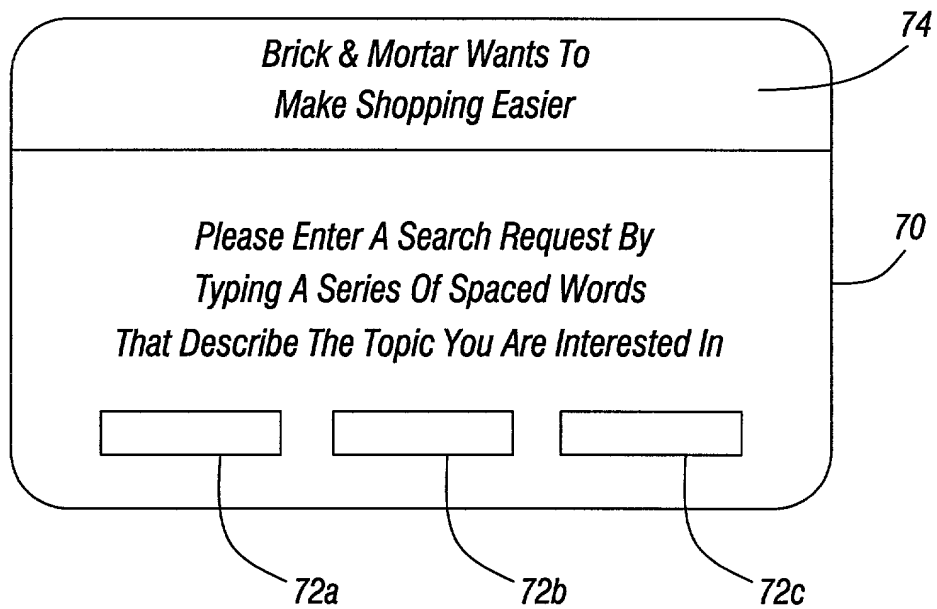 74
Brick & Mortar Wants To
Make Shopping Easier
70
Please Enter A Search Request By
Typing A Series Of Spaced Words
That Describe The Topic You Are Interested In
72a
72b
72c